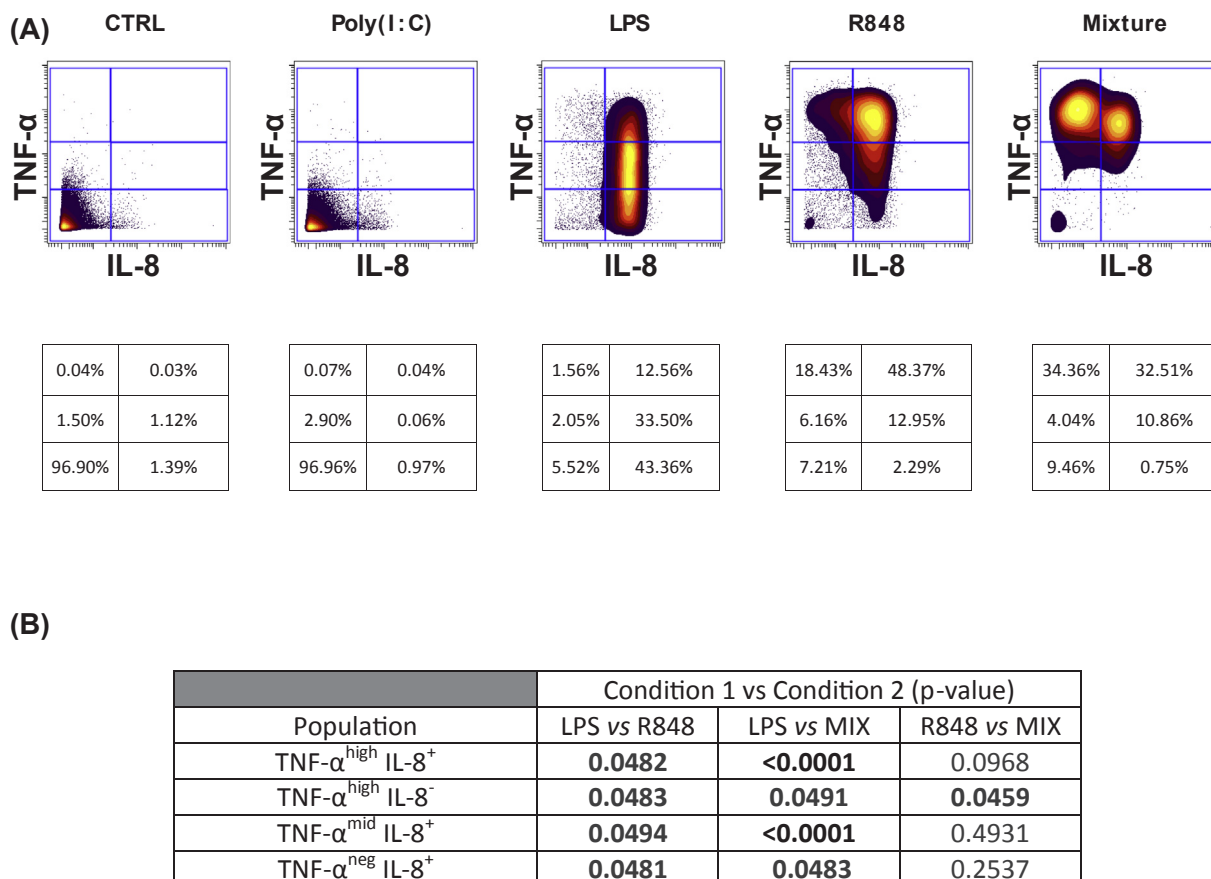 (A)
CTRL Poly(I:C) LPS R848 Mixture
TNF-α TNF-α TNF-α TNF-α TNF-α
IL-8 IL-8 IL-8 IL-8 IL-8
0.04% 0.03% 0.07% 0.04% 1.56% 12.56% 18.43% 48.37% 34.36% 32.51%
1.50% 1.12% 2.90% 0.06% 2.05% 33.50% 6.16% 12.95% 4.04% 10.86%
96.90% 1.39% 96.96% 0.97% 5.52% 43.36% 7.21% 2.29% 9.46% 0.75%
(B)
Condition 1 vs Condition 2 (p-value)
Population LPS vs R848 LPS vs MIX R848 vs MIX
TNF-α^high IL-8^+ 0.0482 <0.0001 0.0968
TNF-α^high IL-8^- 0.0483 0.0491 0.0459
TNF-α^mid IL-8^+ 0.0494 <0.0001 0.4931
TNF-α^neg IL-8^+ 0.0481 0.0483 0.2537